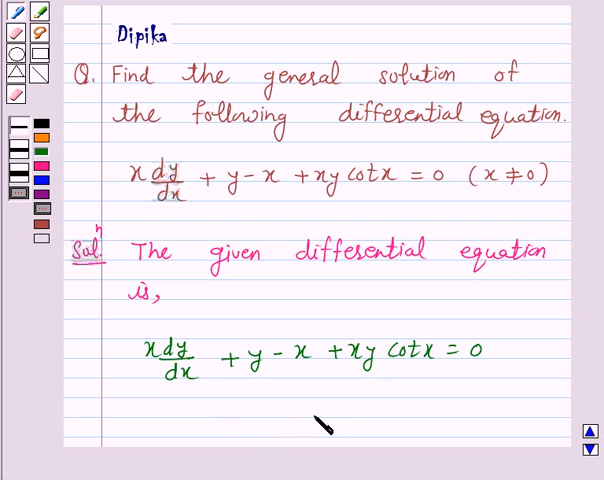 Dipika
Q. Find the general solution of
the following differential equation.
x dy/dx + y - x + xy cot x = 0 (x ≠ 0)
Solⁿ. The given differential equation
is,
x dy/dx + y - x + xy cot x = 0